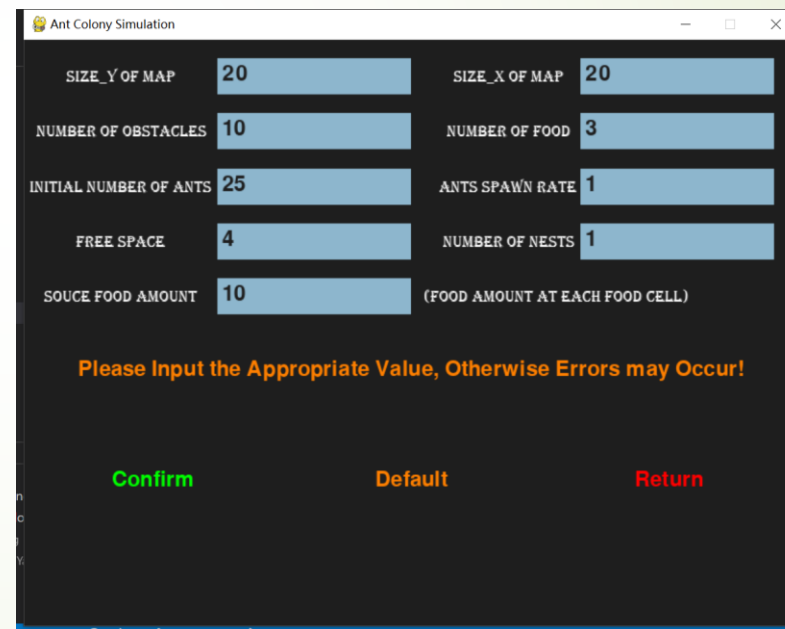 Ant Colony Simulation
SIZE_Y OF MAP 20 SIZE_X OF MAP 20
NUMBER OF OBSTACLES 10 NUMBER OF FOOD 3
INITIAL NUMBER OF ANTS 25 ANTS SPAWN RATE 1
FREE SPACE 4 NUMBER OF NESTS 1
SOUCE FOOD AMOUNT 10 (FOOD AMOUNT AT EACH FOOD CELL)
Please Input the Appropriate Value, Otherwise Errors may Occur!
Confirm Default Return